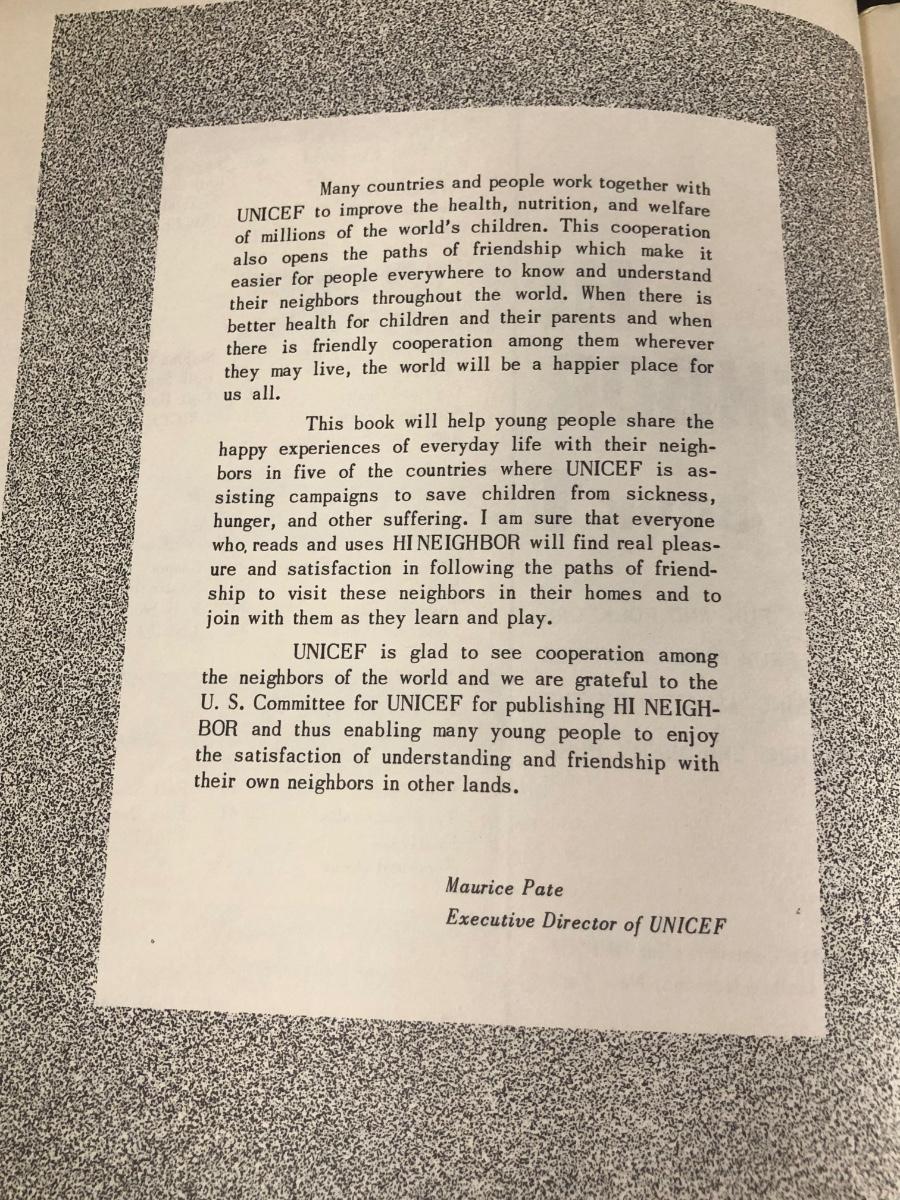 Many countries and people work together with
UNICEF to improve the health, nutrition, and welfare
of millions of the world's children. This cooperation
also opens the paths of friendship which make it
easier for people everywhere to know and understand
their neighbors throughout the world. When there is
better health for children and their parents and when
there is friendly cooperation among them wherever
they may live, the world will be a happier place for
us all.
This book will help young people share the
happy experiences of everyday life with their neigh-
bors in five of the countries where UNICEF is as-
sisting campaigns to save children from sickness,
hunger, and other suffering. I am sure that everyone
who, reads and uses HI NEIGHBOR will find real pleas-
ure and satisfaction in following the paths of friend-
ship to visit these neighbors in their homes and to
join with them as they learn and play.
UNICEF is glad to see cooperation among
the neighbors of the world and we are grateful to the
U. S. Committee for UNICEF for publishing HI NEIGH-
BOR and thus enabling many young people to enjoy
the satisfaction of understanding and friendship with
their own neighbors in other lands.
Maurice Pate
Executive Director of UNICEF